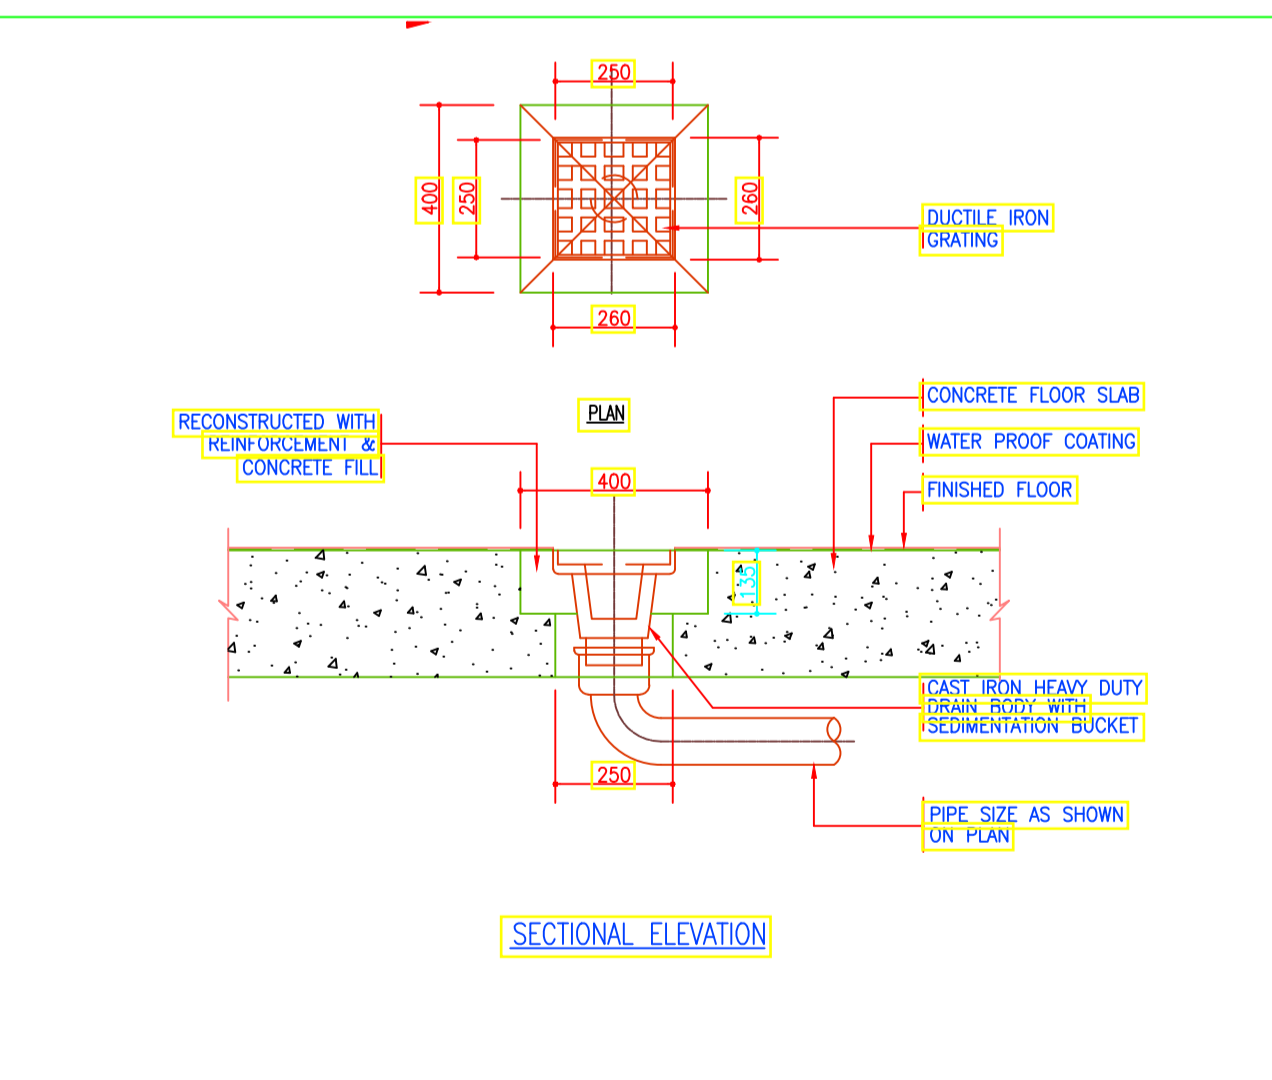 250
400
250
260
DUCTILE IRON
GRATING
260
PLAN
RECONSTRUCTED WITH
REINFORCEMENT &
CONCRETE FILL
CONCRETE FLOOR SLAB
WATER PROOF COATING
FINISHED FLOOR
400
135
CAST IRON HEAVY DUTY
DRAIN BODY WITH
SEDIMENTATION BUCKET
250
PIPE SIZE AS SHOWN
ON PLAN
SECTIONAL ELEVATION